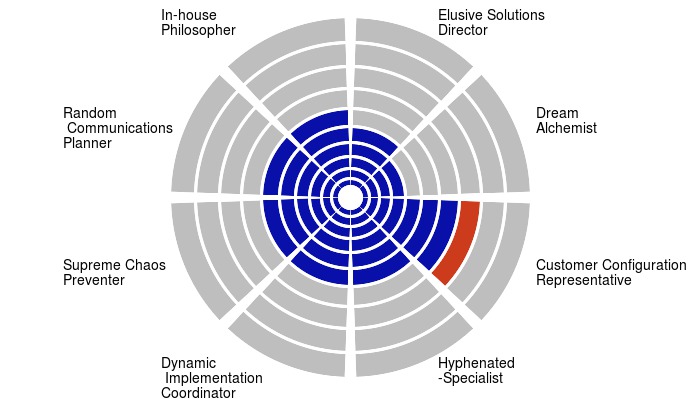 In-house
Philosopher
Elusive Solutions
Director
Random
Communications
Planner
Dream
Alchemist
Supreme Chaos
Preventer
Customer Configuration
Representative
Dynamic
Implementation
Coordinator
Hyphenated
-Specialist